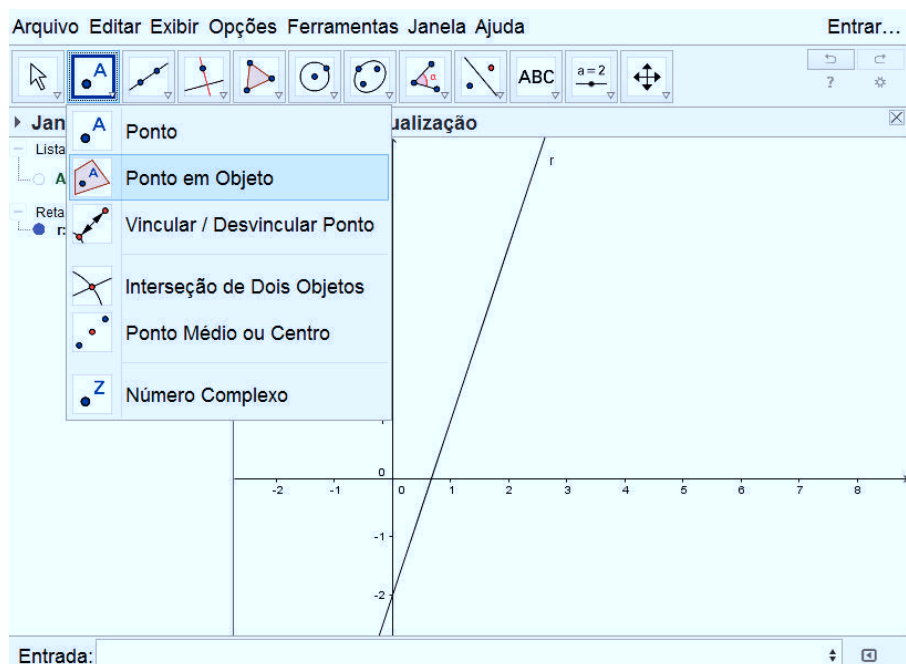 Arquivo Editar Exibir Opções Ferramentas Janela Ajuda Entrar...
A α ABC a=2 ?
Jan ualização
A Ponto
Lista
r
A A Ponto em Objeto
Reta
r: Vincular / Desvincular Ponto
Interseção de Dois Objetos
Ponto Médio ou Centro
Z Número Complexo
0
-2 -1 0 1 2 3 4 5 6 7 8
-1
-2
Entrada: